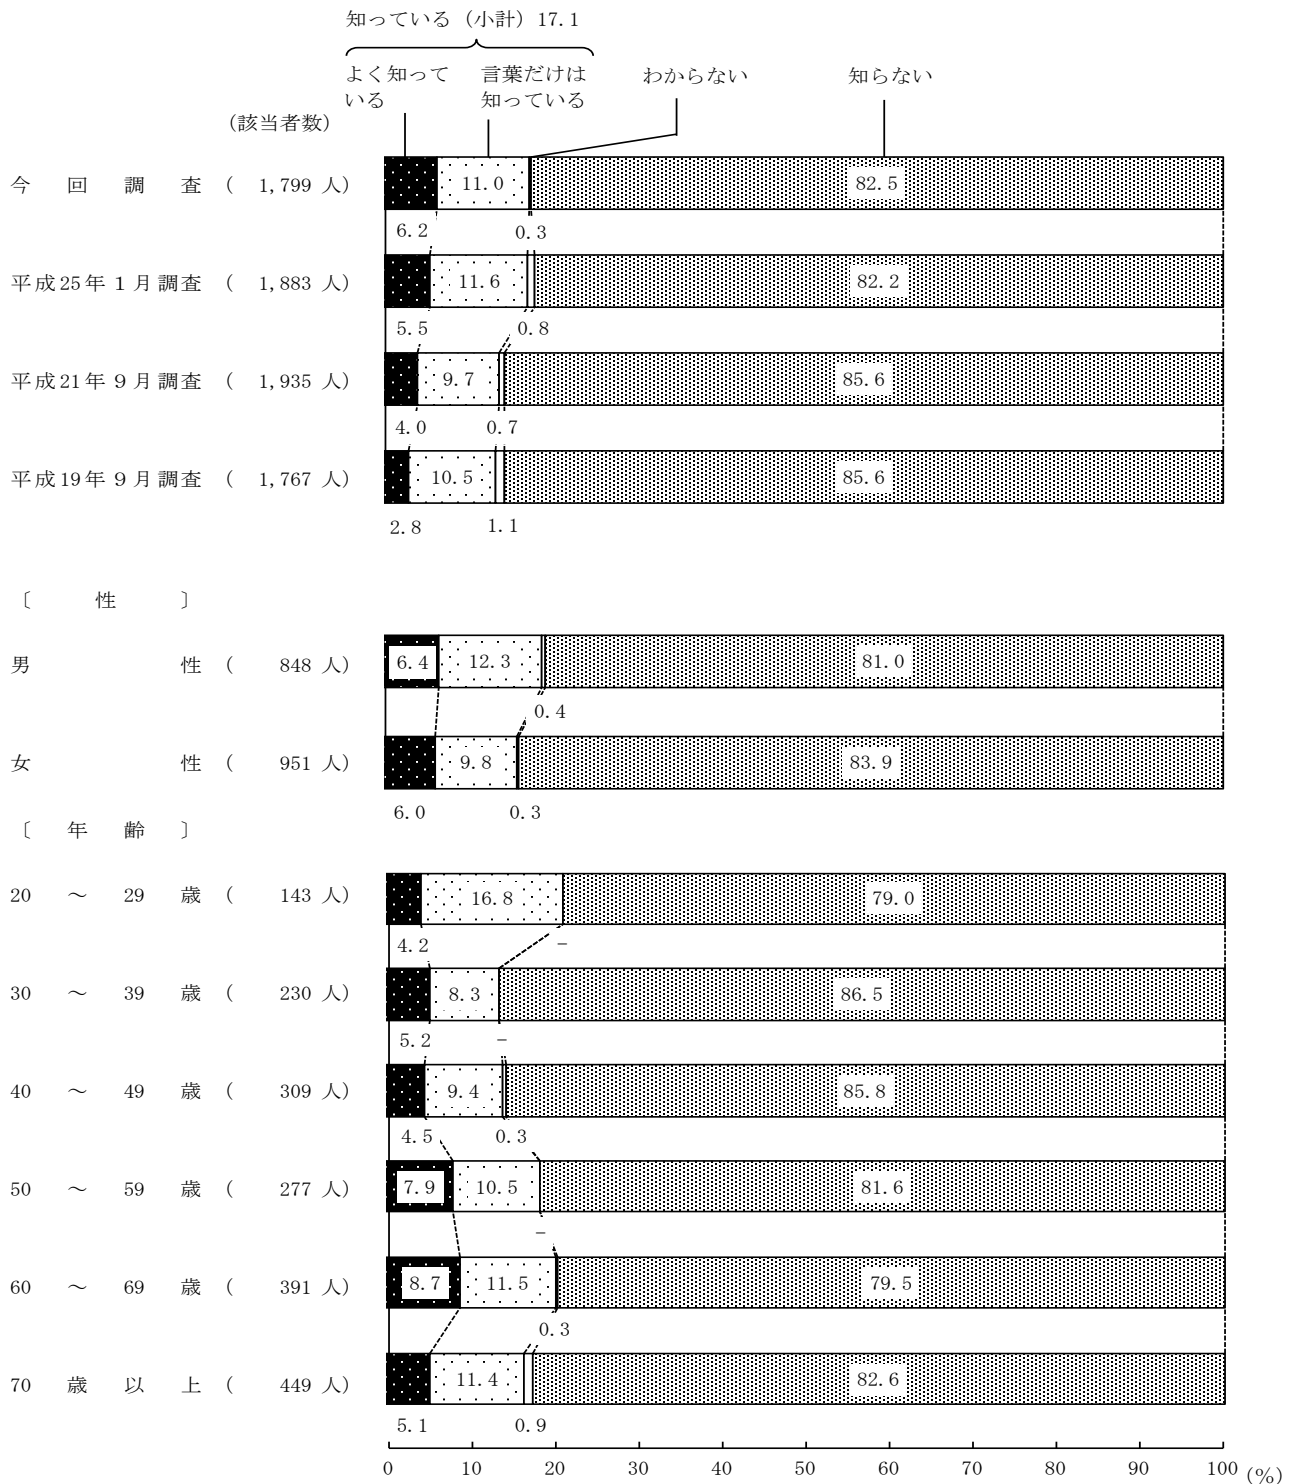 知っている（小計）17.1
よく知っている
言葉だけは知っている
わからない
知らない
（該当者数）
今回調査（ 1,799 人） 11.0 82.5
6.2 0.3
平成25年１月調査（ 1,883 人） 11.6 82.2
5.5 0.8
平成21年９月調査（ 1,935 人） 9.7 85.6
4.0 0.7
平成19年９月調査（ 1,767 人） 10.5 85.6
2.8 1.1
〔 性 〕
男性（ 848 人） 6.4 12.3 81.0
0.4
女性（ 951 人） 9.8 83.9
6.0 0.3
〔 年 齢 〕
20 ～ 29 歳（ 143 人） 16.8 79.0
4.2 －
30 ～ 39 歳（ 230 人） 8.3 86.5
5.2 －
40 ～ 49 歳（ 309 人） 9.4 85.8
4.5 0.3
50 ～ 59 歳（ 277 人） 7.9 10.5 81.6
－
60 ～ 69 歳（ 391 人） 8.7 11.5 79.5
0.3
70 歳以上（ 449 人） 11.4 82.6
5.1 0.9
0 10 20 30 40 50 60 70 80 90 100 (%)